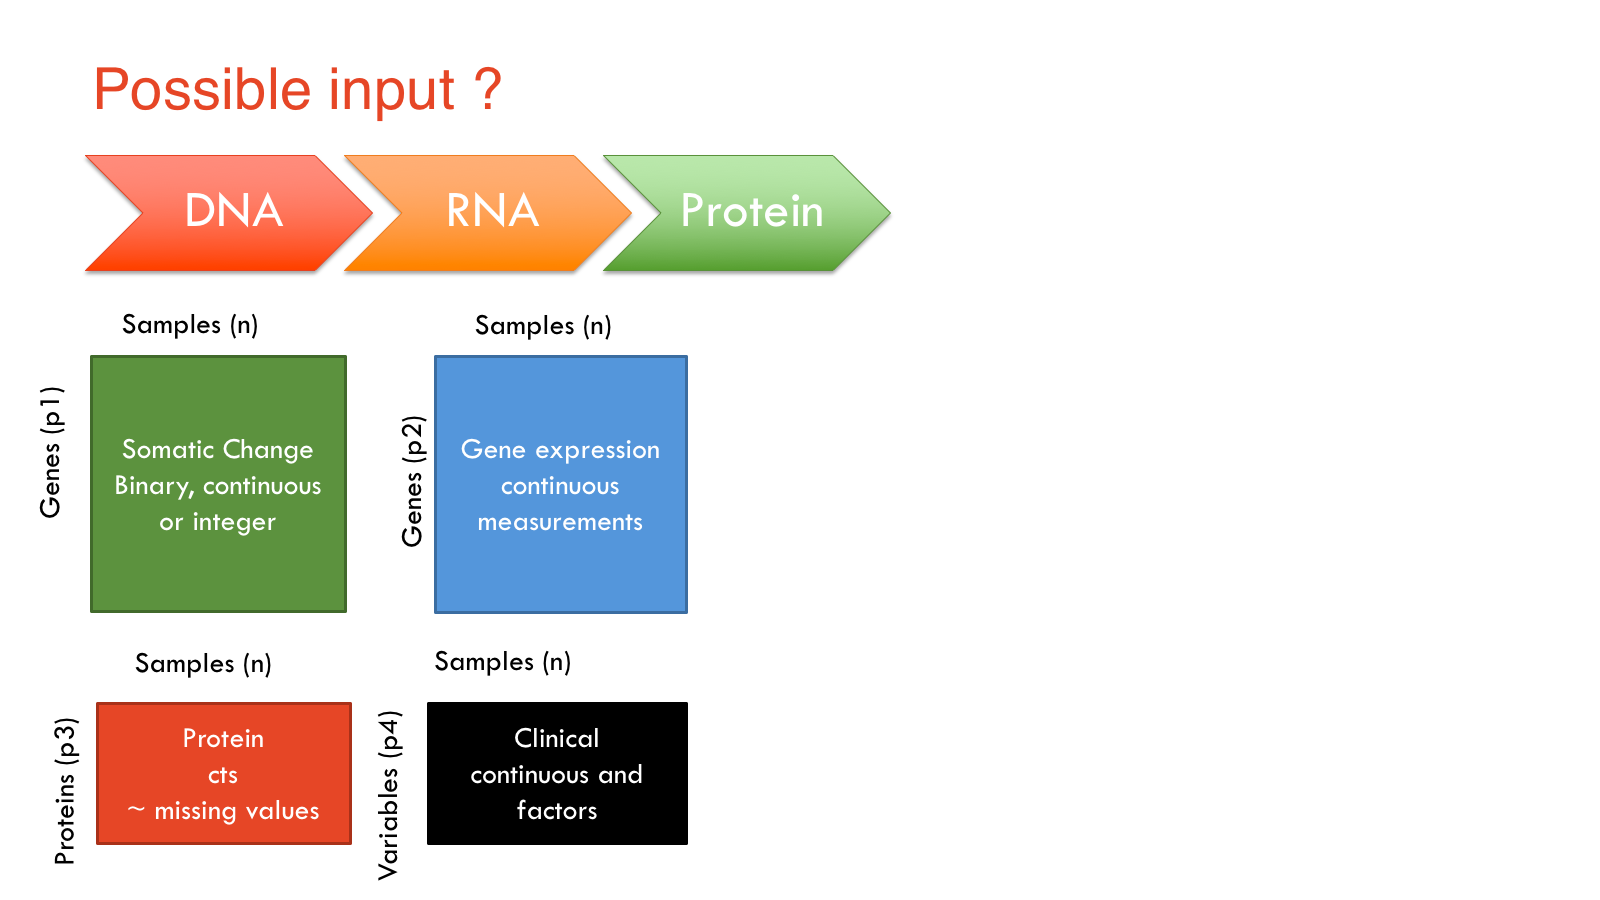 Possible input ?
DNA
RNA
Protein
Samples (n)
Samples (n)
Genes (p1)
Somatic Change
Binary, continuous
or integer
Genes (p2)
Gene expression
continuous
measurements
Samples (n)
Samples (n)
Proteins (p3)
Protein
cts
~ missing values
Variables (p4)
Clinical
continuous and
factors